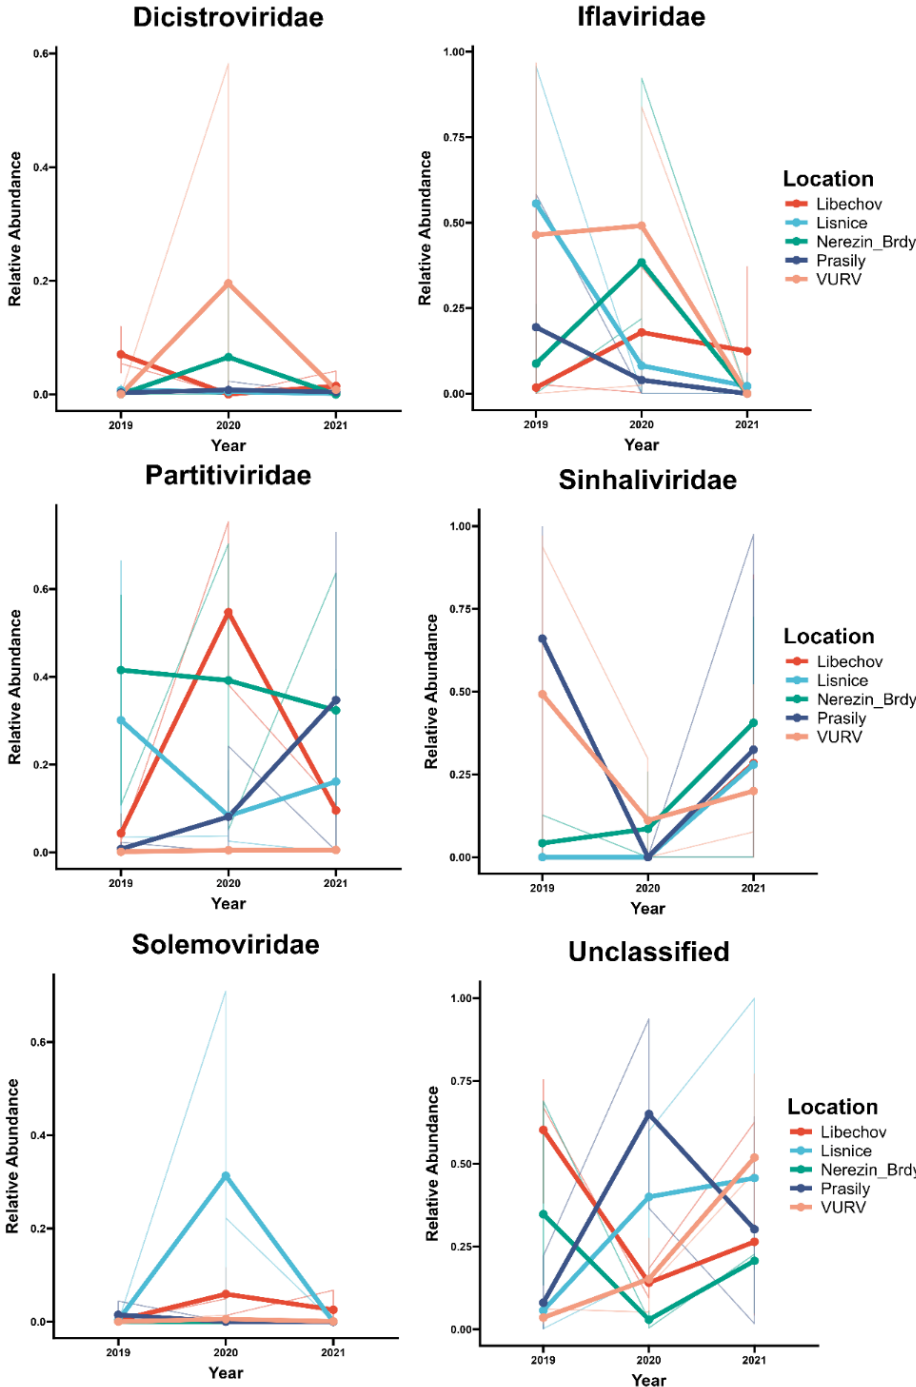 Dicistroviridae
Iflaviridae
0.6
0.4
0.2
0.0
Relative Abundance
2019 2020 2021
Year
1.00
0.75
0.50
0.25
0.00
Relative Abundance
2019 2020 2021
Year
Location
Libechov
Lisnice
Nerezin_Brdy
Prasily
VURV
Partitiviridae
Sinhaliviridae
0.6
0.4
0.2
0.0
Relative Abundance
2019 2020 2021
Year
1.00
0.75
0.50
0.25
0.00
Relative Abundance
2019 2020 2021
Year
Location
Libechov
Lisnice
Nerezin_Brdy
Prasily
VURV
Solemoviridae
Unclassified
0.6
0.4
0.2
0.0
Relative Abundance
2019 2020 2021
Year
1.00
0.75
0.50
0.25
0.00
Relative Abundance
2019 2020 2021
Year
Location
Libechov
Lisnice
Nerezin_Brdy
Prasily
VURV